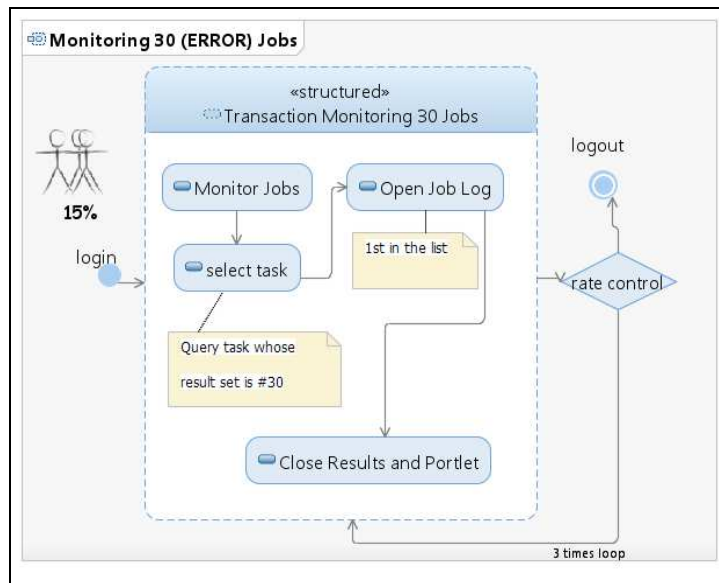 Monitoring 30 (ERROR) Jobs
«structured»
Transaction Monitoring 30 Jobs
logout
Monitor Jobs
Open Job Log
15%
1st in the list
login
select task
rate control
Query task whose
result set is #30
Close Results and Portlet
3 times loop